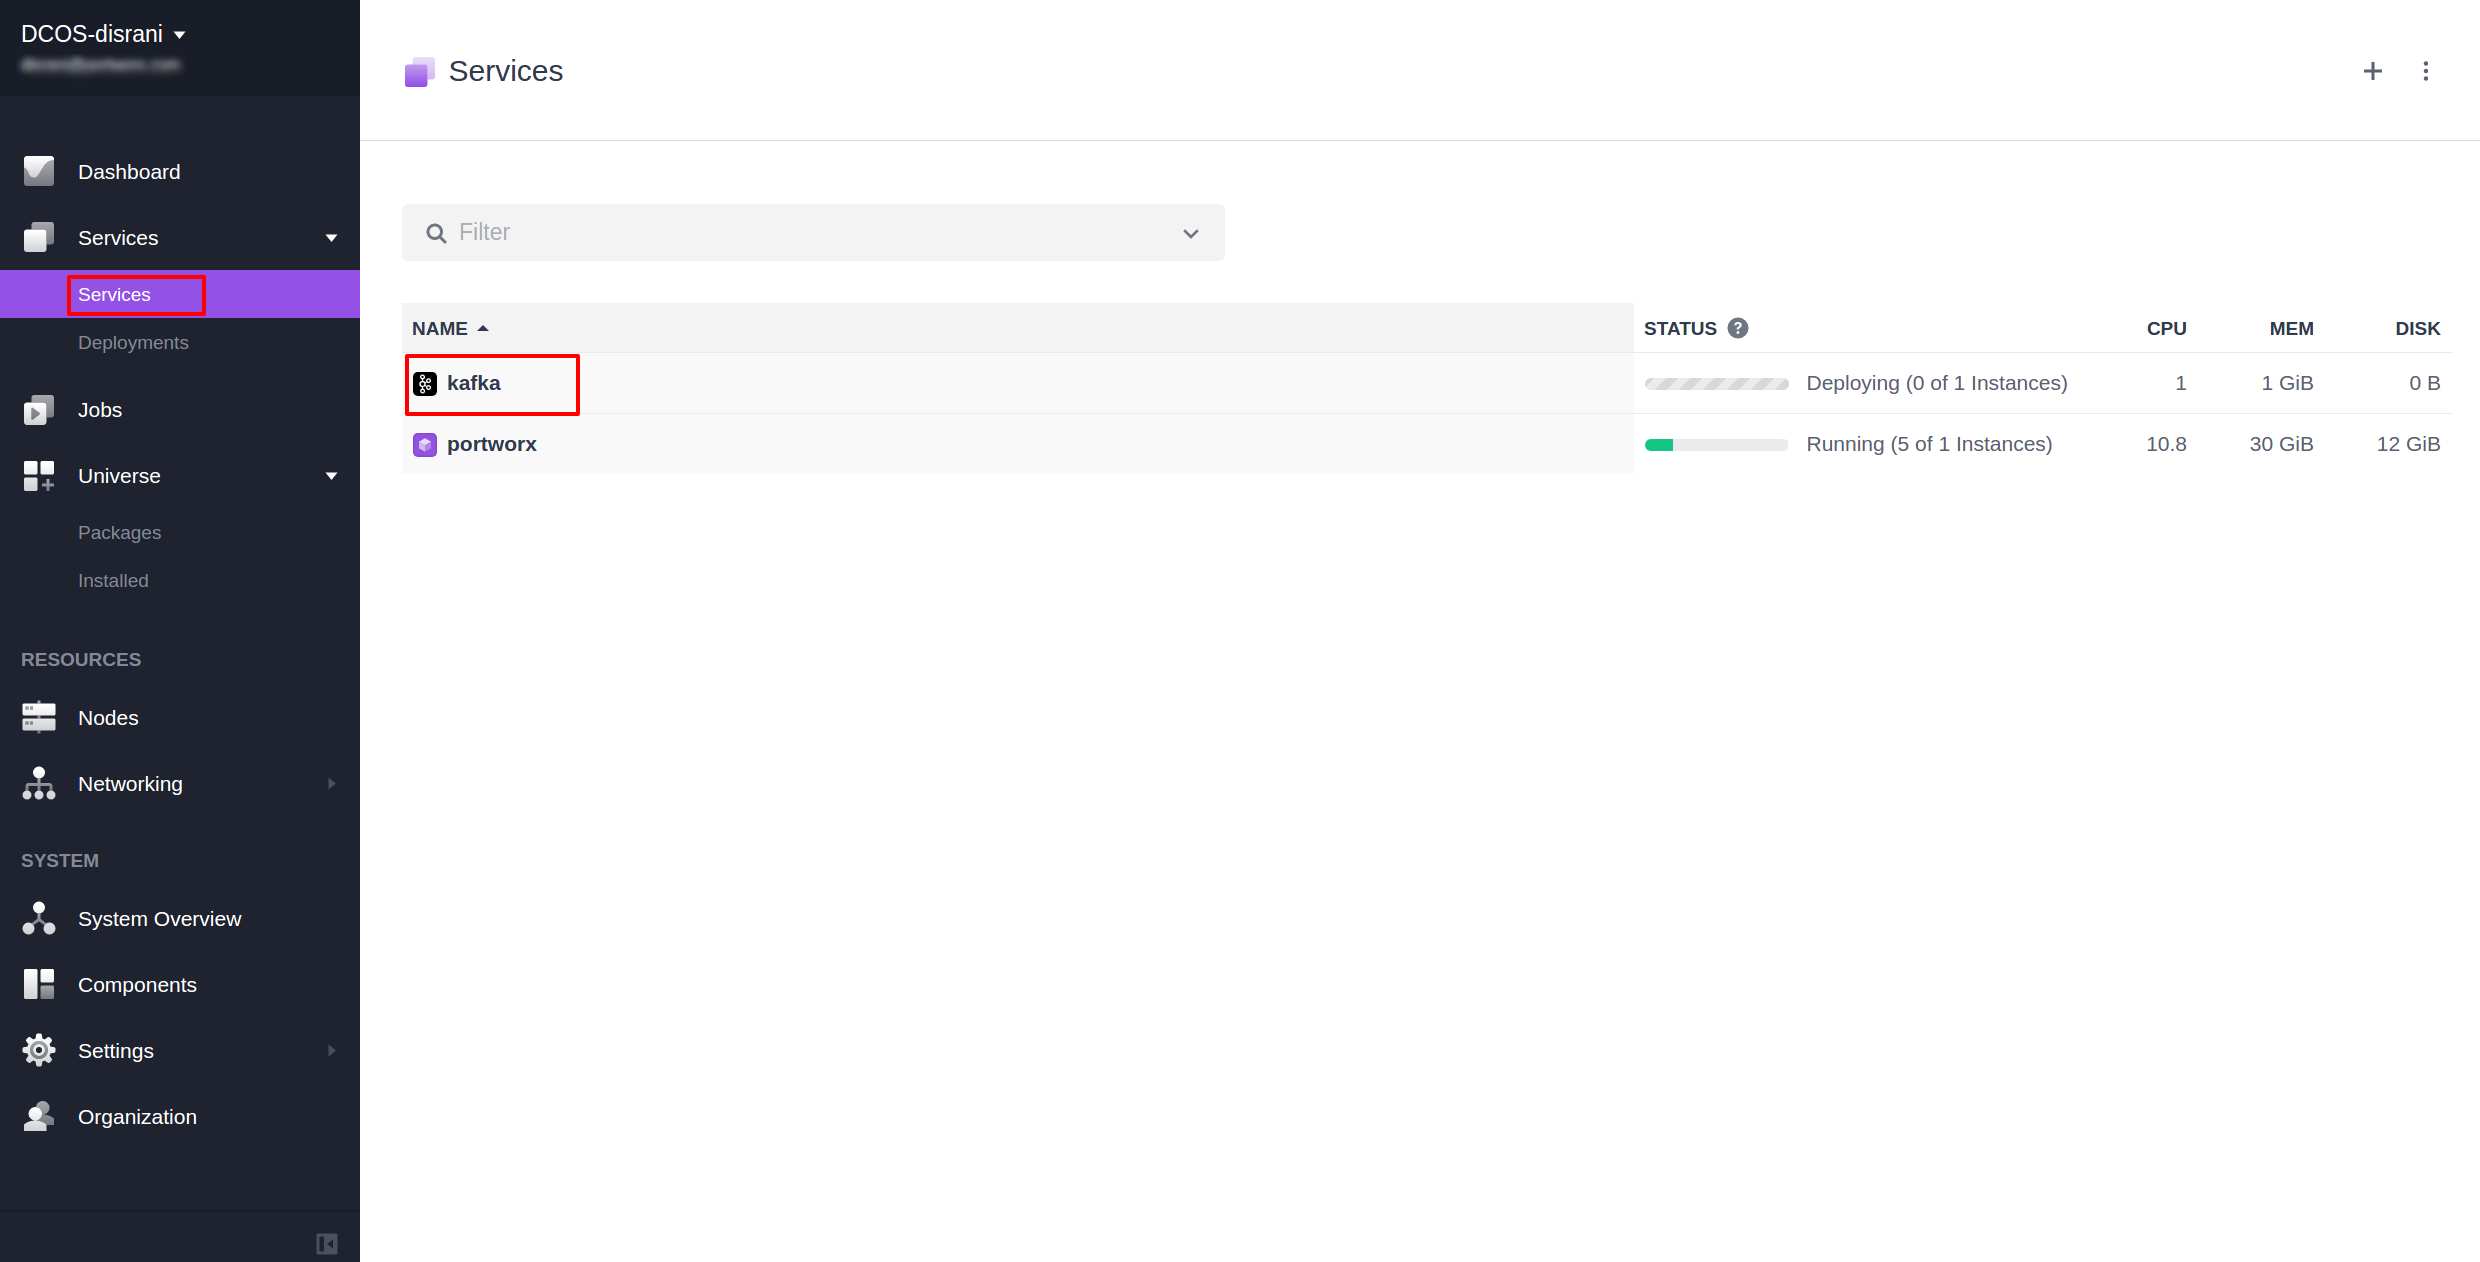 DCOS-disrani
Dashboard
Services
Services
Deployments
Jobs
Universe
Packages
Installed
RESOURCES
Nodes
Networking
SYSTEM
System Overview
Components
Settings
Organization
Services
Filter
NAME STATUS ? CPU MEM DISK
kafka Deploying (0 of 1 Instances) 1 1 GiB 0 B
portworx Running (5 of 1 Instances) 10.8 30 GiB 12 GiB